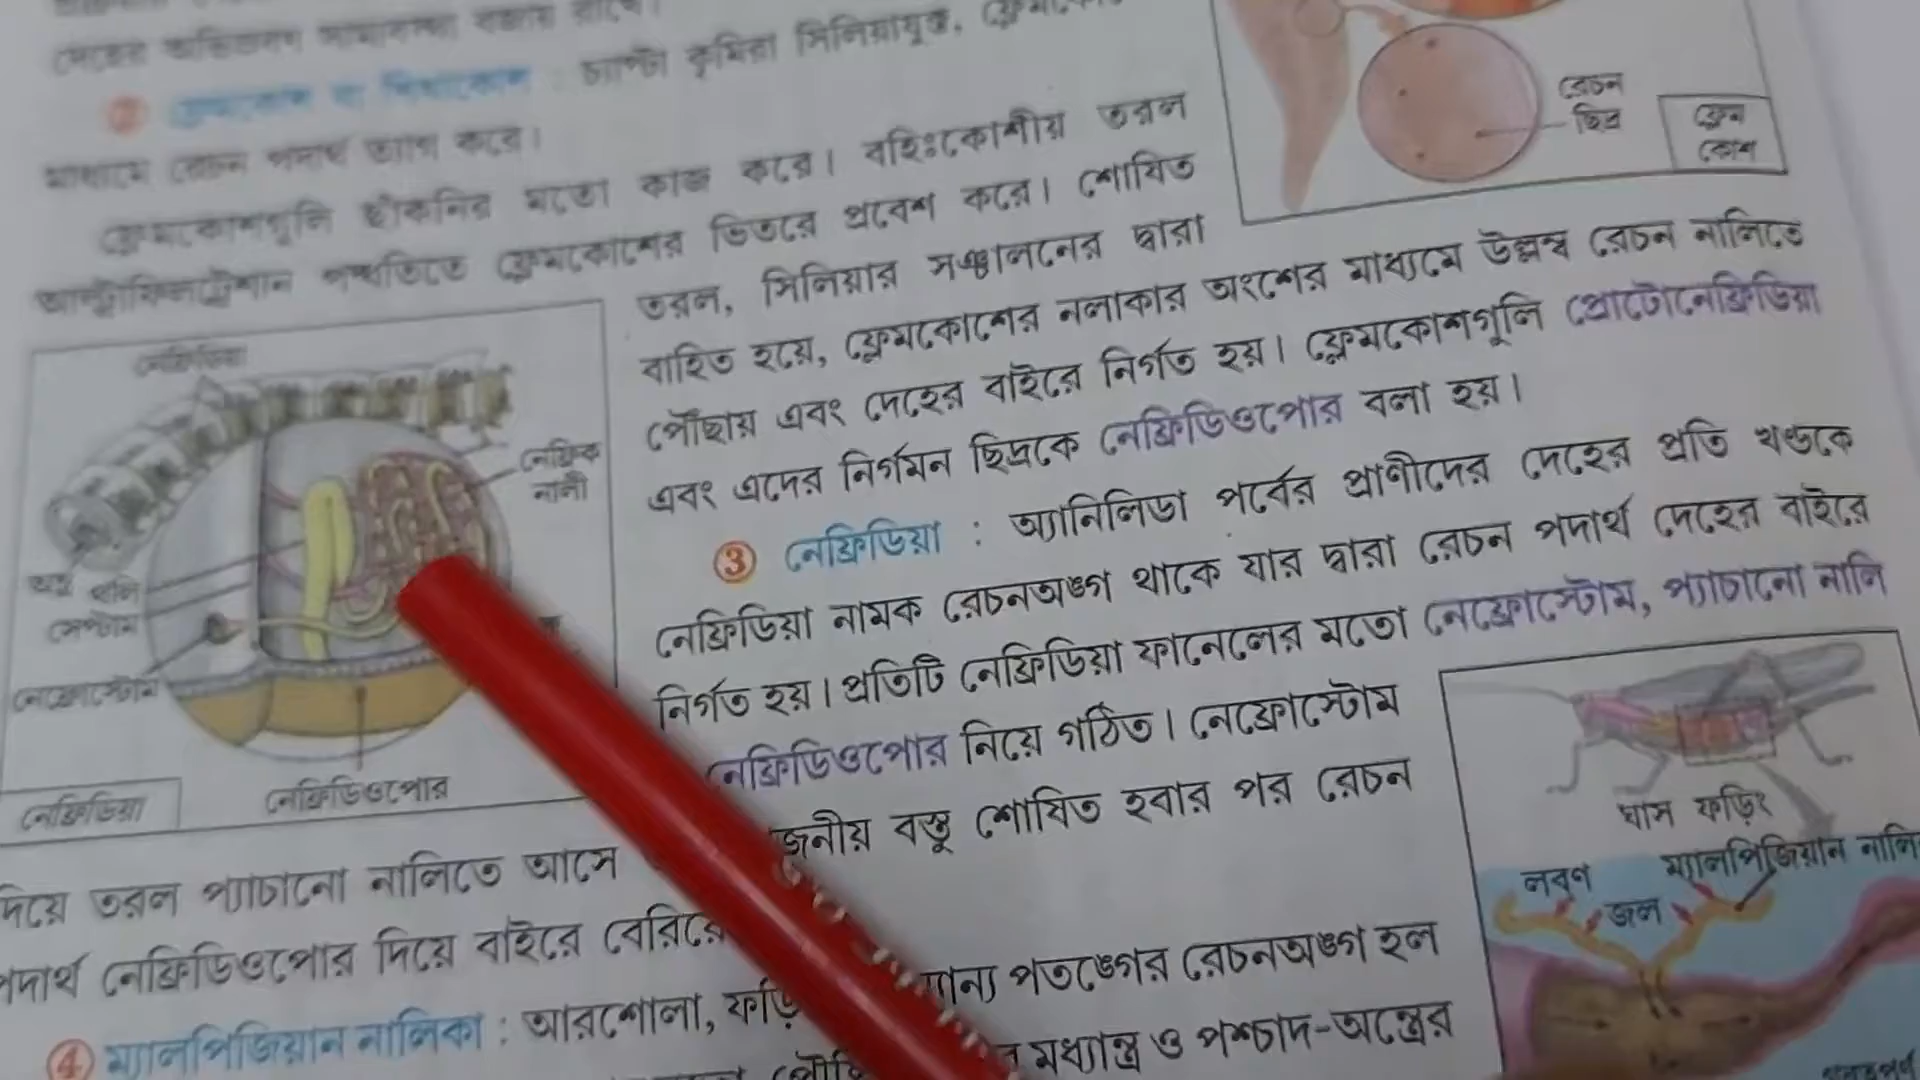 চ্যাপ্টা কৃমিরা সিলিয়াযুক্ত,
মাধ্যমে রেচন পদার্থ ত্যাগ করে।
ফ্লেমকোশগুলি ছাঁকনির মতো কাজ করে। বহিঃকোশীয় তরল
আল্ট্রাফিলট্রেশান পদ্ধতিতে ফ্লেমকোশের ভিতরে প্রবেশ করে। শোষিত
তরল, সিলিয়ার সঞ্চালনের দ্বারা
বাহিত হয়ে, ফ্লেমকোশের নলাকার অংশের মাধ্যমে উল্লম্ব রেচন নালিতে
পৌঁছায় এবং দেহের বাইরে নির্গত হয়। ফ্লেমকোশগুলি প্রোটোনেফ্রিডিয়া
এবং এদের নির্গমন ছিদ্রকে নেফ্রিডিওপোর বলা হয়।
③ নেফ্রিডিয়া : অ্যানিলিডা পর্বের প্রাণীদের দেহের প্রতি খণ্ডকে
নেফ্রিডিয়া নামক রেচনঅঙ্গ থাকে যার দ্বারা রেচন পদার্থ দেহের বাইরে
নির্গত হয়। প্রতিটি নেফ্রিডিয়া ফানেলের মতো নেফ্রোস্টোম, প্যাচানো নালি
নেফ্রিডিওপোর নিয়ে গঠিত। নেফ্রোস্টোম
জনীয় বস্তু শোষিত হবার পর রেচন
দিয়ে তরল প্যাচানো নালিতে আসে
পদার্থ নেফ্রিডিওপোর দিয়ে বাইরে বেরিয়ে
④ ম্যালপিজিয়ান নালিকা : আরশোলা, ফড়ি ান্য পতঙ্গের রেচনঅঙ্গ হল
মধ্যান্ত্র ও পশ্চাদ-অন্ত্রের
রেচন
ছিদ্র
ফ্লেম
কোশ
নেফ্রিডিয়া
নেফ্রিক
নালী
থলি
সেপ্টাম
নেফ্রোস্টোম
নেফ্রিডিওপোর
নেফ্রিডিয়া
ঘাস ফড়িং
ম্যালপিজিয়ান নালি
লবণ
জল